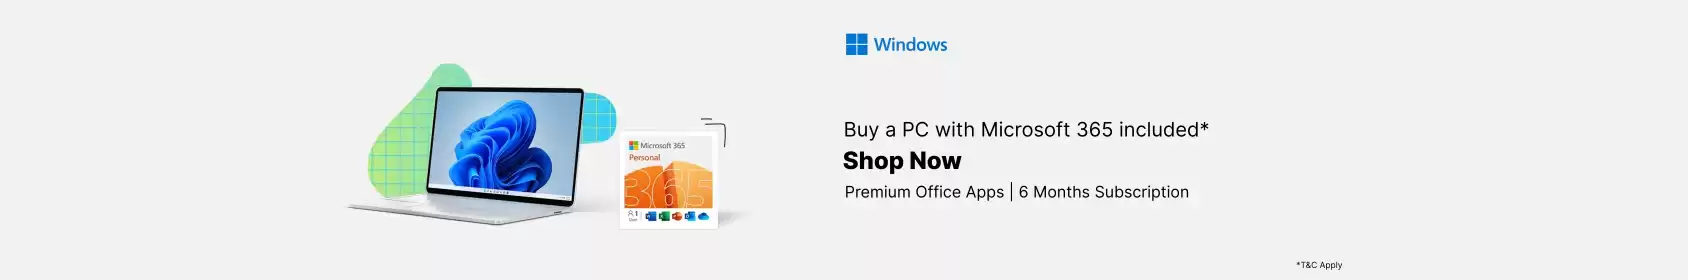 Windows
Buy a PC with Microsoft 365 included*
Shop Now
Premium Office Apps | 6 Months Subscription
Microsoft 365
Personal
365
1
*T&C Apply